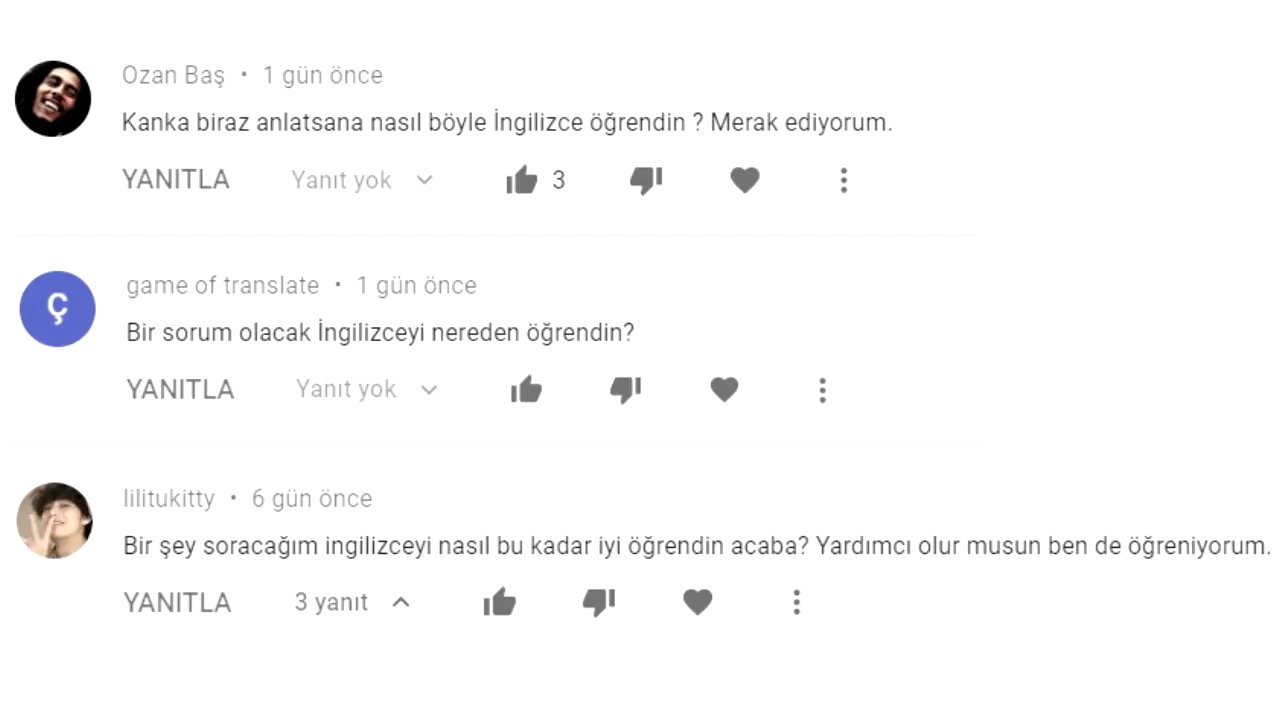 Ozan Baş • 1 gün önce
Kanka biraz anlatsana nasıl böyle İngilizce öğrendin ? Merak ediyorum.
YANITLA Yanıt yok 3
Ç
game of translate • 1 gün önce
Bir sorum olacak İngilizceyi nereden öğrendin?
YANITLA Yanıt yok
lilitukitty • 6 gün önce
Bir şey soracağım ingilizceyi nasıl bu kadar iyi öğrendin acaba? Yardımcı olur musun ben de öğreniyorum.
YANITLA 3 yanıt